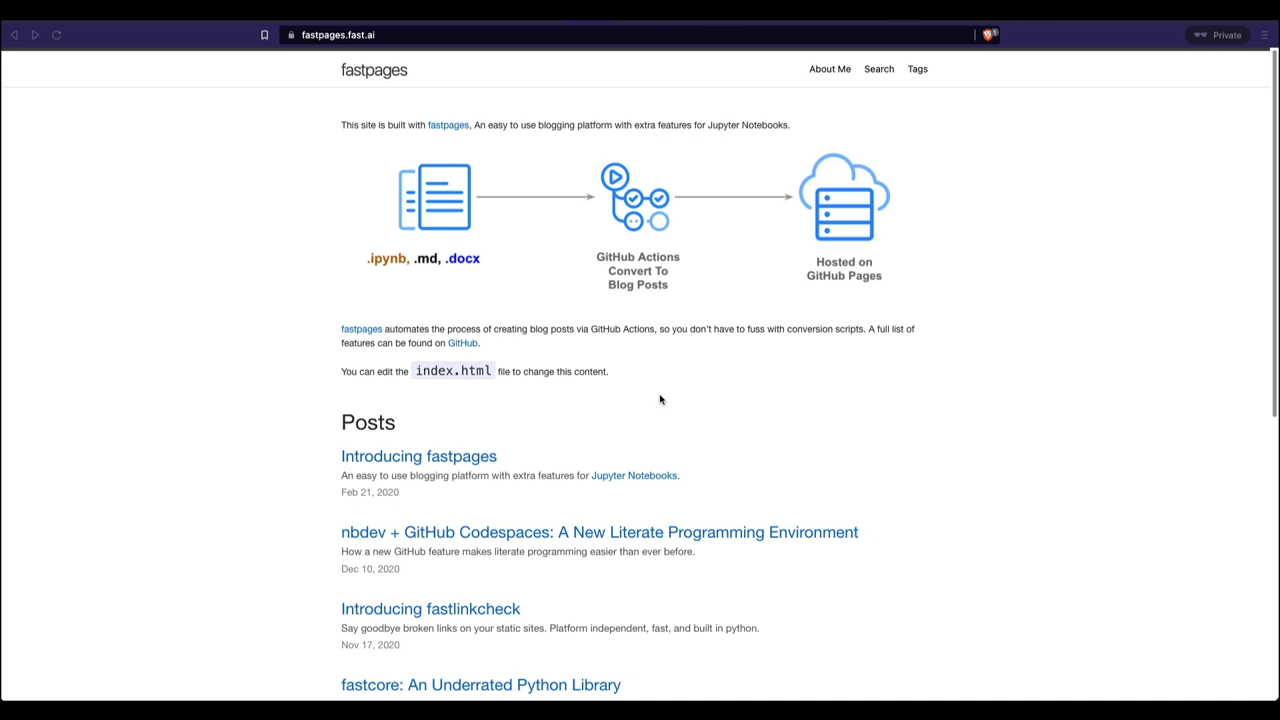 fastpages.fast.ai
1
Private
fastpages
About Me Search Tags
This site is built with fastpages, An easy to use blogging platform with extra features for Jupyter Notebooks.
.ipynb, .md, .docx
GitHub Actions
Convert To
Blog Posts
Hosted on
GitHub Pages
fastpages automates the process of creating blog posts via GitHub Actions, so you don't have to fuss with conversion scripts. A full list of
features can be found on GitHub.
You can edit the index.html file to change this content.
Posts
Introducing fastpages
An easy to use blogging platform with extra features for Jupyter Notebooks.
Feb 21, 2020
nbdev + GitHub Codespaces: A New Literate Programming Environment
How a new GitHub feature makes literate programming easier than ever before.
Dec 10, 2020
Introducing fastlinkcheck
Say goodbye broken links on your static sites. Platform independent, fast, and built in python.
Nov 17, 2020
fastcore: An Underrated Python Library